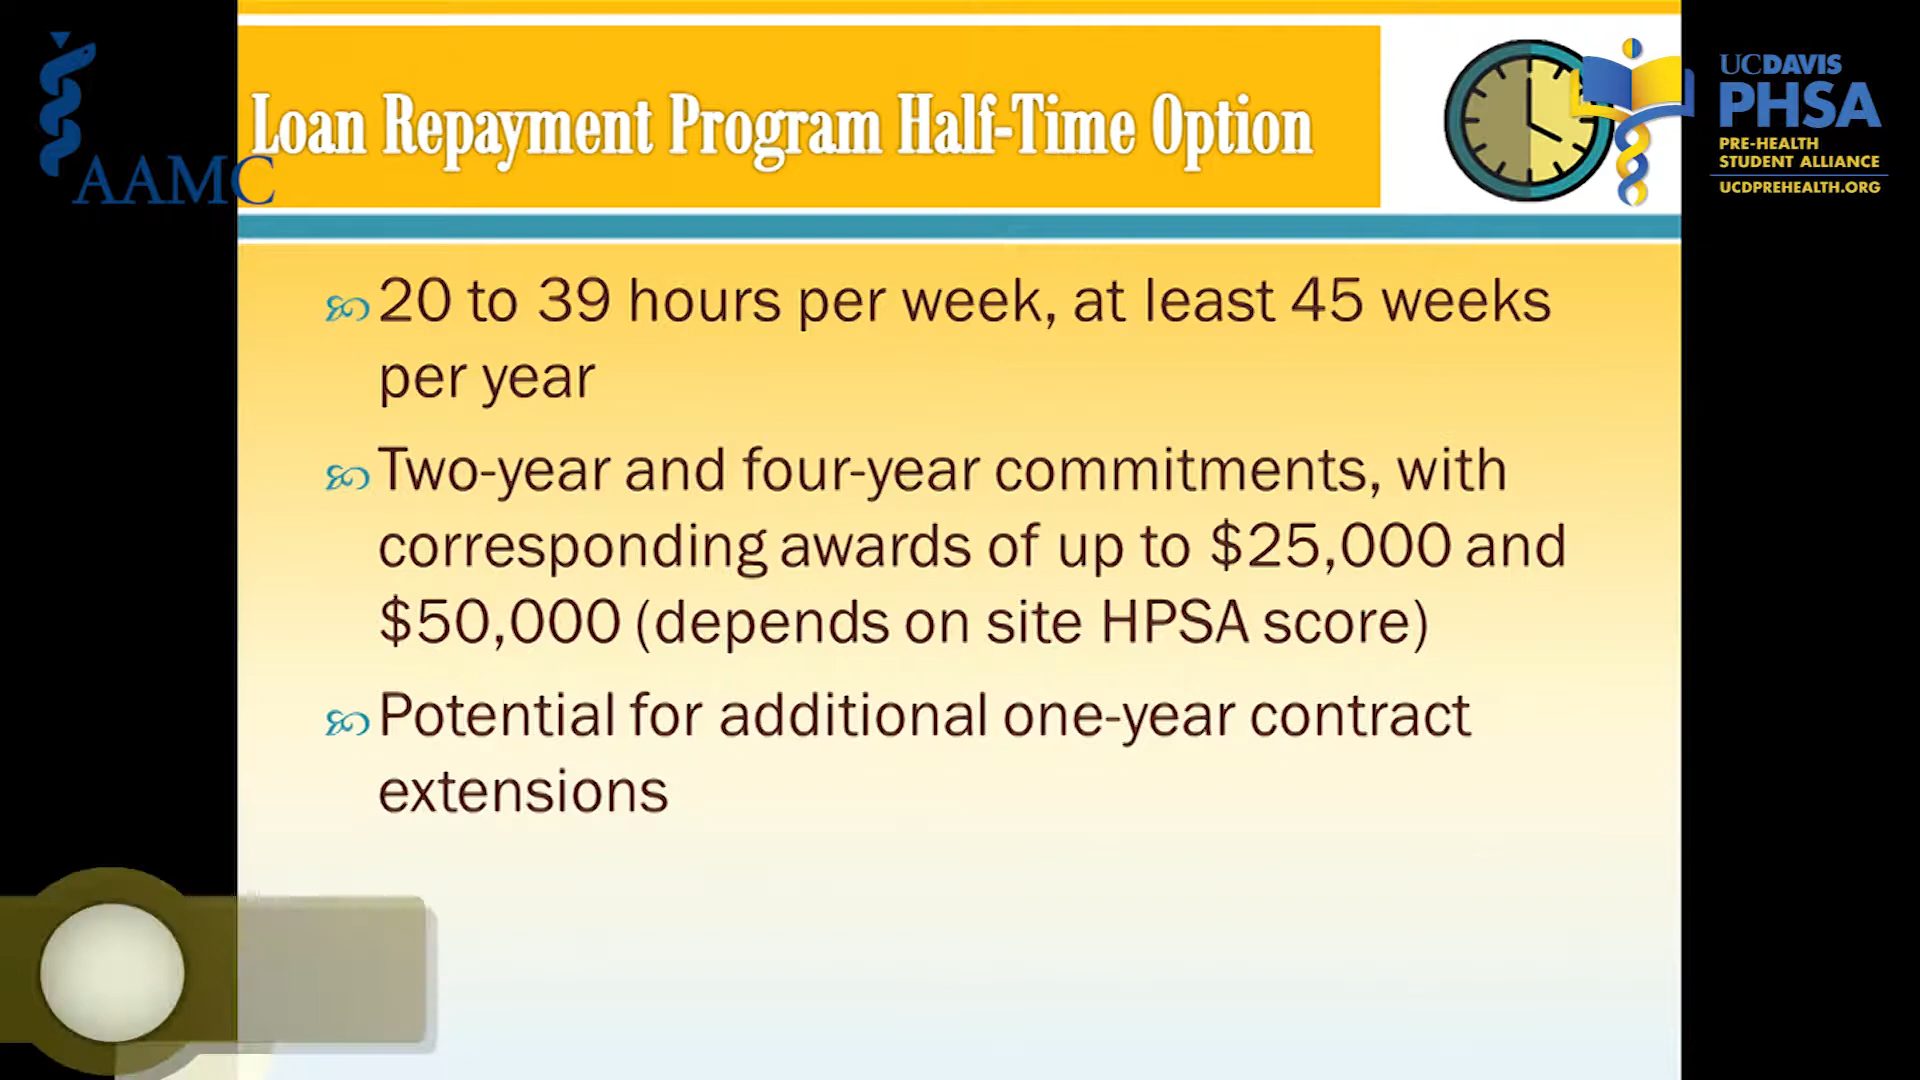 Loan Repayment Program Half-Time Option
AAMC
UCDAVIS
PHSA
PRE-HEALTH
STUDENT ALLIANCE
UCDPREHEALTH.ORG
20 to 39 hours per week, at least 45 weeks
per year
Two-year and four-year commitments, with
corresponding awards of up to $25,000 and
$50,000 (depends on site HPSA score)
Potential for additional one-year contract
extensions